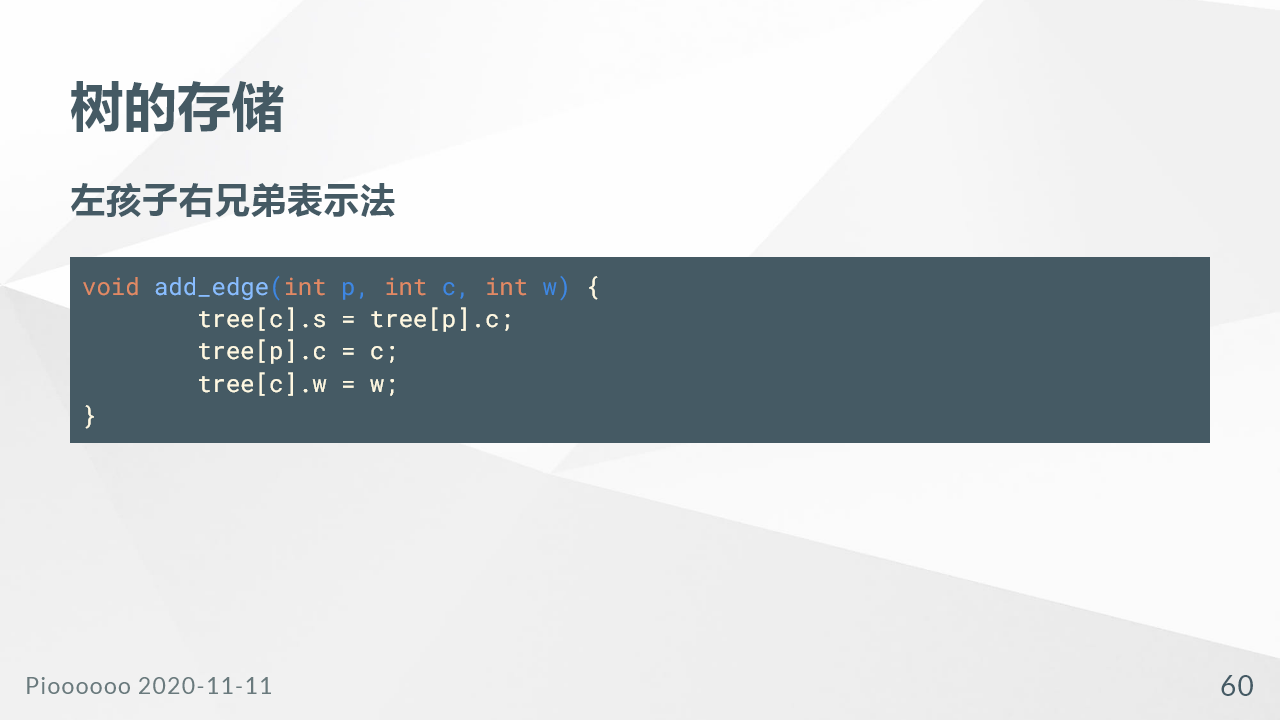 树的存储
左孩子右兄弟表示法
void add_edge(int p, int c, int w) {
        tree[c].s = tree[p].c;
        tree[p].c = c;
        tree[c].w = w;
}
Pioooooo 2020-11-11
60